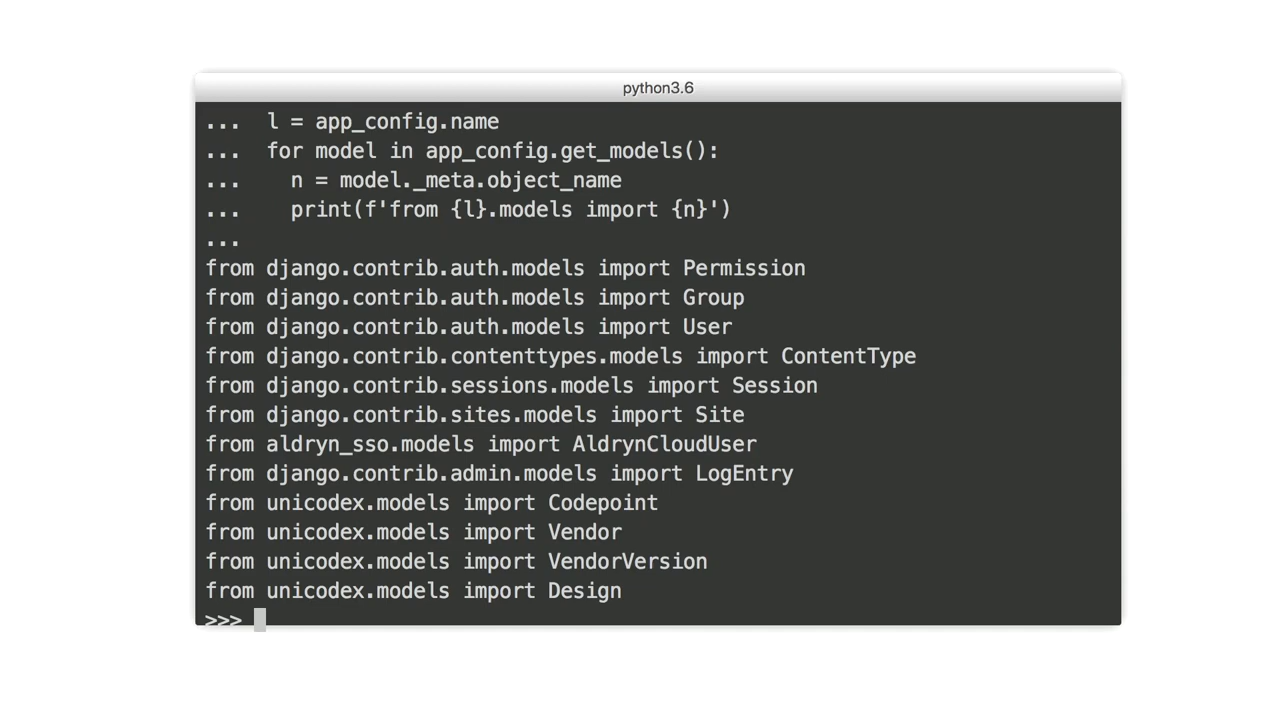 python3.6
...  l = app_config.name
...  for model in app_config.get_models():
...    n = model._meta.object_name
...    print(f'from {l}.models import {n}')
...
from django.contrib.auth.models import Permission
from django.contrib.auth.models import Group
from django.contrib.auth.models import User
from django.contrib.contenttypes.models import ContentType
from django.contrib.sessions.models import Session
from django.contrib.sites.models import Site
from aldryn_sso.models import AldrynCloudUser
from django.contrib.admin.models import LogEntry
from unicodex.models import Codepoint
from unicodex.models import Vendor
from unicodex.models import VendorVersion
from unicodex.models import Design
>>>